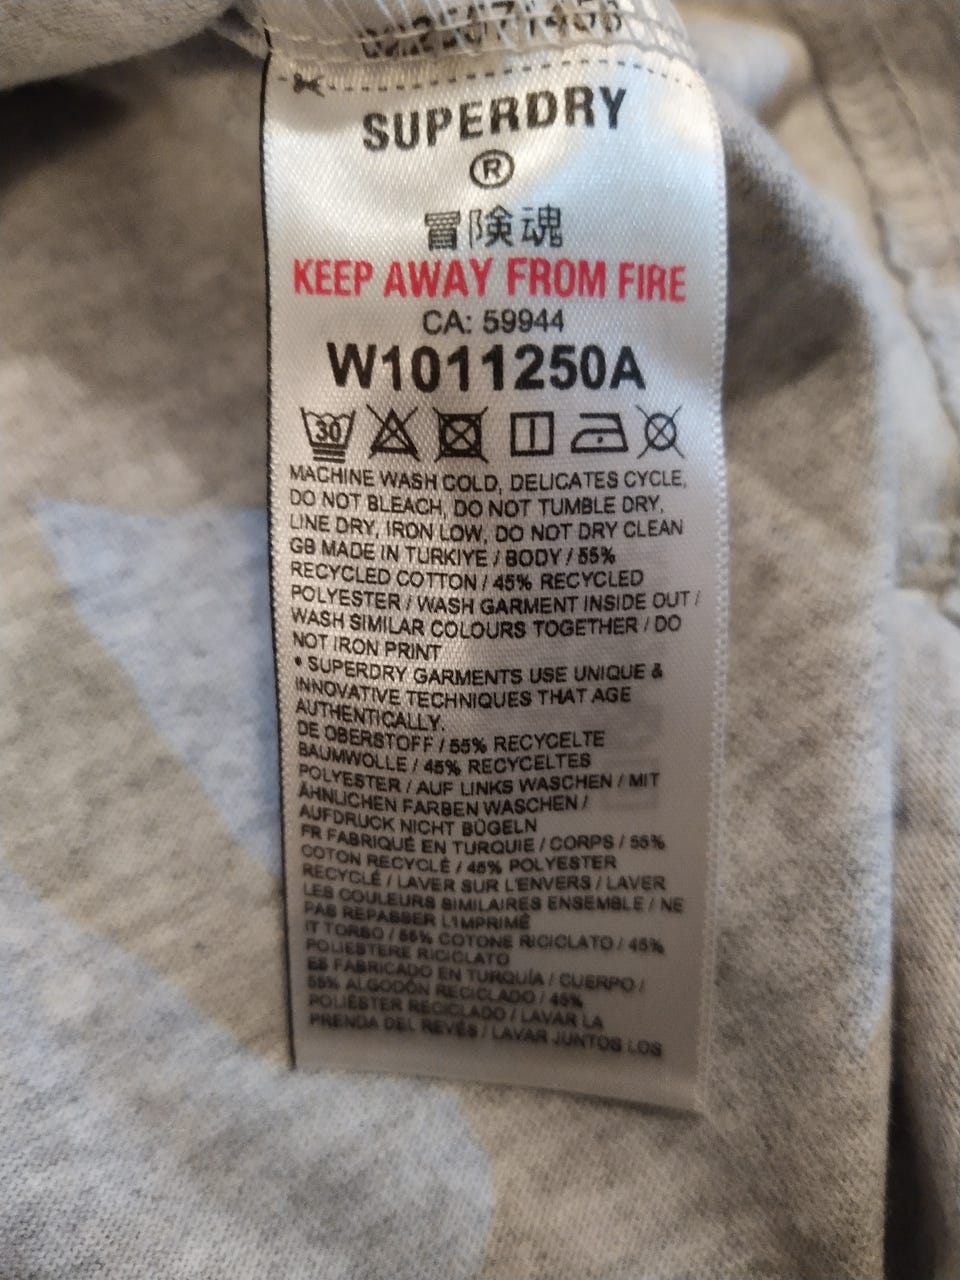 SUPERDRY
®
冒険魂
KEEP AWAY FROM FIRE
CA: 59944
W1011250A
30
MACHINE WASH COLD, DELICATES CYCLE,
DO NOT BLEACH, DO NOT TUMBLE DRY,
LINE DRY, IRON LOW, DO NOT DRY CLEAN
GB MADE IN TURKIYE / BODY / 55%
RECYCLED COTTON / 45% RECYCLED
POLYESTER / WASH GARMENT INSIDE OUT /
WASH SIMILAR COLOURS TOGETHER / DO
NOT IRON PRINT
• SUPERDRY GARMENTS USE UNIQUE &
INNOVATIVE TECHNIQUES THAT AGE
AUTHENTICALLY.
DE OBERSTOFF / 55% RECYCELTE
BAUMWOLLE / 45% RECYCELTES
POLYESTER / AUF LINKS WASCHEN / MIT
ÄHNLICHEN FARBEN WASCHEN /
AUFDRUCK NICHT BÜGELN
FR FABRIQUÉ EN TURQUIE / CORPS / 55%
COTON RECYCLÉ / 45% POLYESTER
RECYCLÉ / LAVER SUR L'ENVERS / LAVER
LES COULEURS SIMILAIRES ENSEMBLE / NE
PAS REPASSER L'IMPRIMÉ
IT TORSO / 55% COTONE RICICLATO / 45%
POLIESTERE RICICLATO
ES FABRICADO EN TURQUÍA / CUERPO /
55% ALGODÓN RECICLADO / 45%
POLIÉSTER RECICLADO / LAVAR LA
PRENDA DEL REVÉS / LAVAR JUNTOS LOS